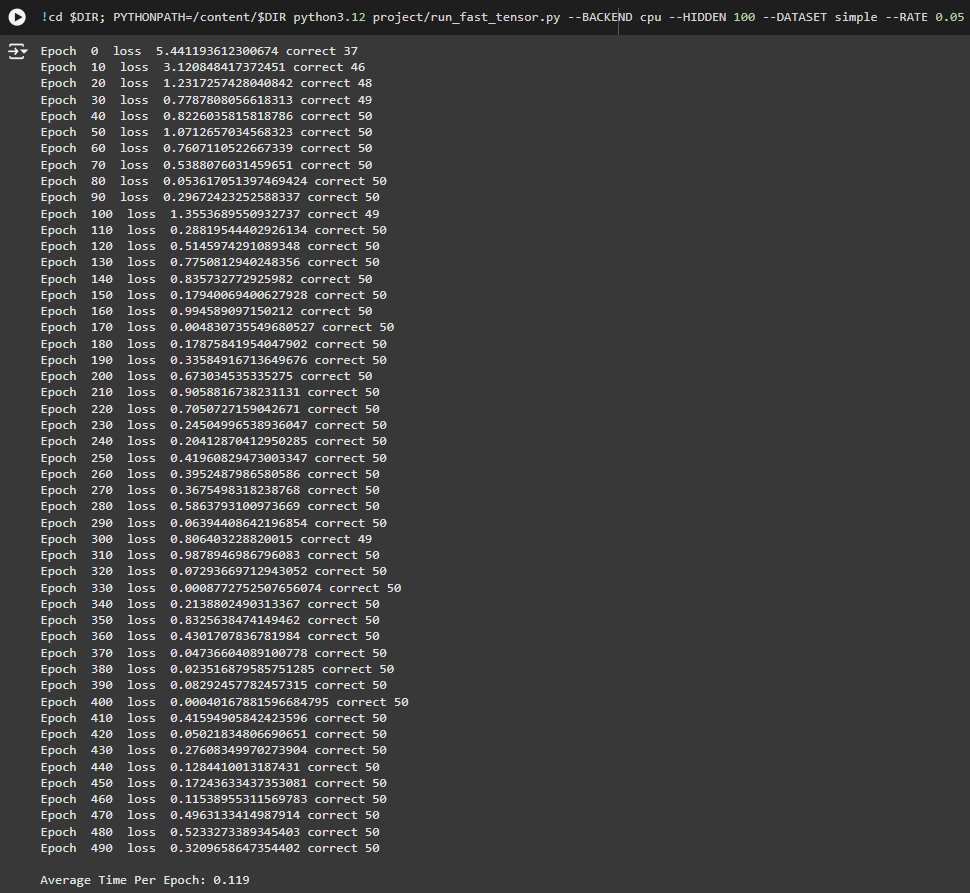 !cd $DIR; PYTHONPATH=/content/$DIR python3.12 project/run_fast_tensor.py --BACKEND cpu --HIDDEN 100 --DATASET simple --RATE 0.05
Epoch  0  loss  5.441193612300674 correct 37
Epoch  10  loss  3.120848417372451 correct 46
Epoch  20  loss  1.2317257428040842 correct 48
Epoch  30  loss  0.7787808056618313 correct 49
Epoch  40  loss  0.8226035815818786 correct 50
Epoch  50  loss  1.0712657034568323 correct 50
Epoch  60  loss  0.7607110522667339 correct 50
Epoch  70  loss  0.5388076031459651 correct 50
Epoch  80  loss  0.053617051397469424 correct 50
Epoch  90  loss  0.29672423252588337 correct 50
Epoch  100  loss  1.3553689550932737 correct 49
Epoch  110  loss  0.28819544402926134 correct 50
Epoch  120  loss  0.5145974291089348 correct 50
Epoch  130  loss  0.7750812940248356 correct 50
Epoch  140  loss  0.835732772925982 correct 50
Epoch  150  loss  0.17940069400627928 correct 50
Epoch  160  loss  0.994589097150212 correct 50
Epoch  170  loss  0.004830735549680527 correct 50
Epoch  180  loss  0.17875841954047902 correct 50
Epoch  190  loss  0.33584916713649676 correct 50
Epoch  200  loss  0.673034535335275 correct 50
Epoch  210  loss  0.9058816738231131 correct 50
Epoch  220  loss  0.7050727159042671 correct 50
Epoch  230  loss  0.24504996538936047 correct 50
Epoch  240  loss  0.20412870412950285 correct 50
Epoch  250  loss  0.41960829473003347 correct 50
Epoch  260  loss  0.3952487986580586 correct 50
Epoch  270  loss  0.3675498318238768 correct 50
Epoch  280  loss  0.5863793100973669 correct 50
Epoch  290  loss  0.06394408642196854 correct 50
Epoch  300  loss  0.806403228820015 correct 49
Epoch  310  loss  0.9878946986796083 correct 50
Epoch  320  loss  0.07293669712943052 correct 50
Epoch  330  loss  0.0008772752507656074 correct 50
Epoch  340  loss  0.2138802490313367 correct 50
Epoch  350  loss  0.8325638474149462 correct 50
Epoch  360  loss  0.4301707836781984 correct 50
Epoch  370  loss  0.04736604089100778 correct 50
Epoch  380  loss  0.023516879585751285 correct 50
Epoch  390  loss  0.08292457782457315 correct 50
Epoch  400  loss  0.00040167881596684795 correct 50
Epoch  410  loss  0.41594905842423596 correct 50
Epoch  420  loss  0.05021834806690651 correct 50
Epoch  430  loss  0.27608349970273904 correct 50
Epoch  440  loss  0.1284410013187431 correct 50
Epoch  450  loss  0.17243633437353081 correct 50
Epoch  460  loss  0.11538955311569783 correct 50
Epoch  470  loss  0.4963133414987914 correct 50
Epoch  480  loss  0.5233273389345403 correct 50
Epoch  490  loss  0.3209658647354402 correct 50
Average Time Per Epoch: 0.119